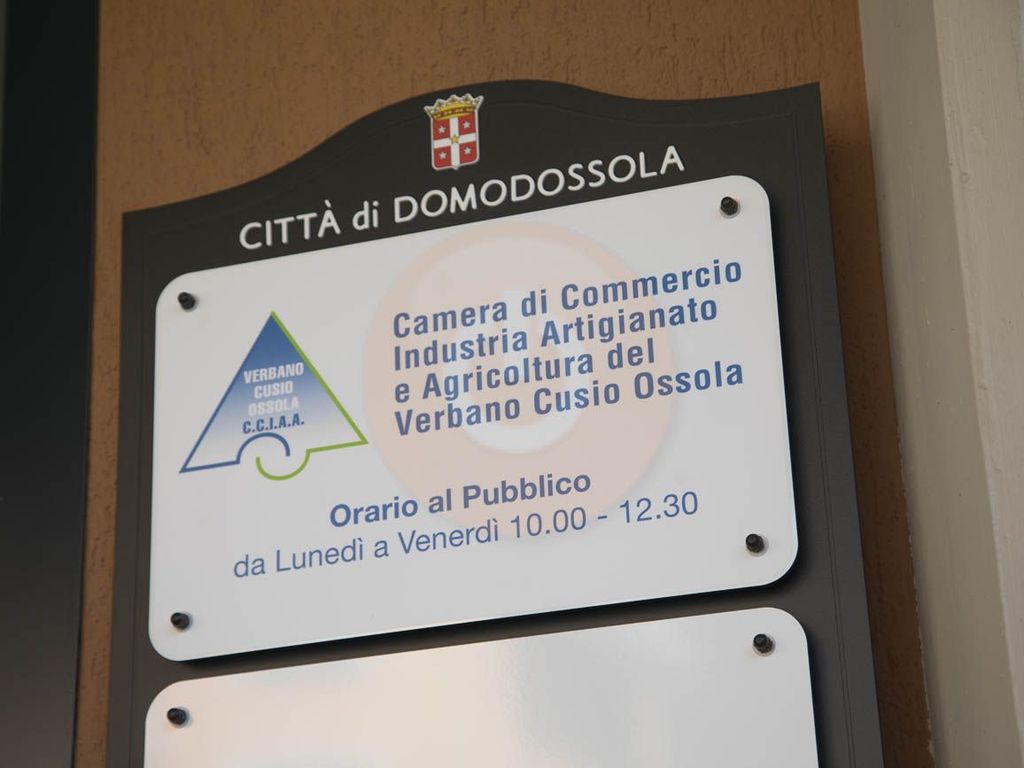 CITTÀ di DOMODOSSOLA
VERBANO
CUSIO
OSSOLA
C.C.I.A.A.
Camera di Commercio
Industria Artigianato
e Agricoltura del
Verbano Cusio Ossola
Orario al Pubblico
da Lunedì a Venerdì 10.00 - 12.30